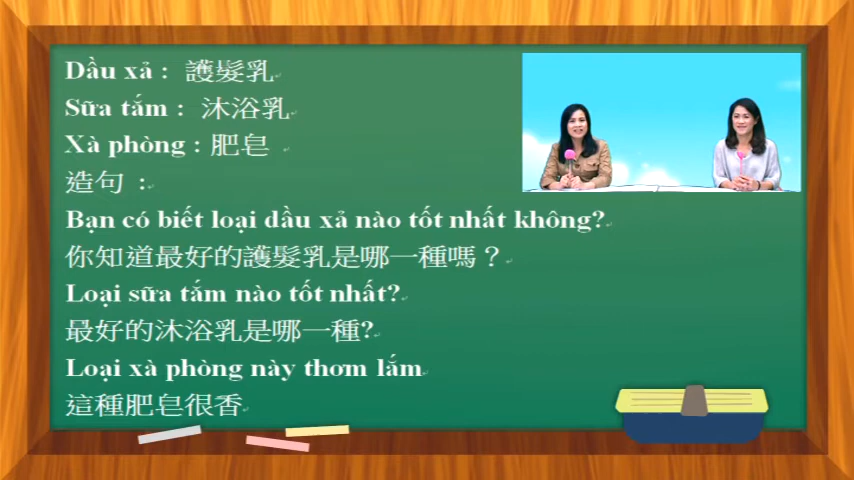 Dầu xả : 護髮乳
Sữa tắm : 沐浴乳
Xà phòng : 肥皂
造句 :
Bạn có biết loại dầu xả nào tốt nhất không?
你知道最好的護髮乳是哪一種嗎？
Loại sữa tắm nào tốt nhất?
最好的沐浴乳是哪一種?
Loại xà phòng này thơm lắm
這種肥皂很香